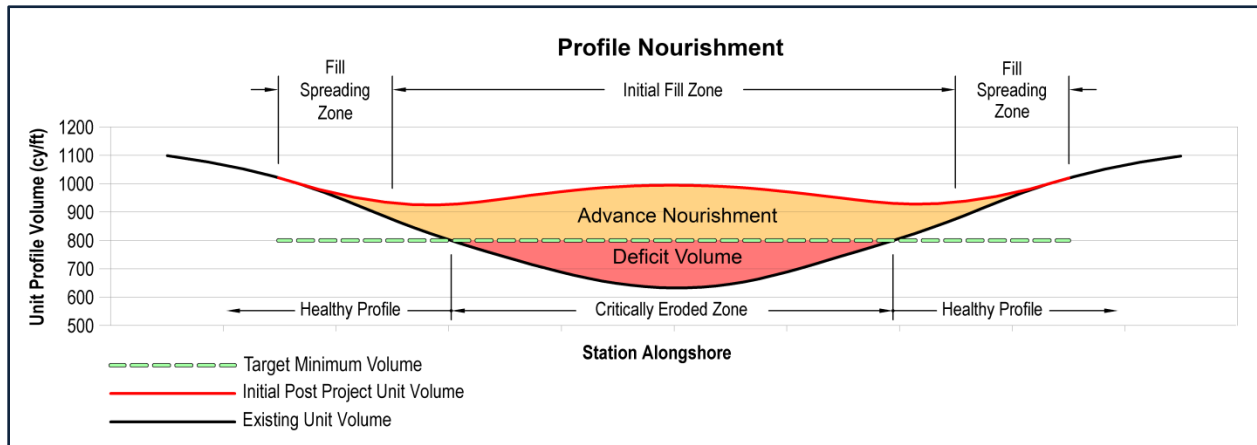 Profile Nourishment
Fill
Spreading
Zone
Initial Fill Zone
Fill
Spreading
Zone
Unit Profile Volume (cy/ft)
1200
1100
1000
900
800
700
600
500
Advance Nourishment
Deficit Volume
Healthy Profile
Critically Eroded Zone
Healthy Profile
Station Alongshore
Target Minimum Volume
Initial Post Project Unit Volume
Existing Unit Volume